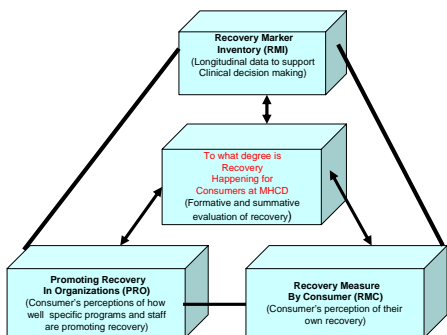 Recovery Marker
Inventory (RMI)
(Longitudinal data to support
Clinical decision making)
To what degree is
Recovery
Happening for
Consumers at MHCD
(Formative and summative
evaluation of recovery)
Promoting Recovery
In Organizations (PRO)
(Consumer's perceptions of how
well specific programs and staff
are promoting recovery)
Recovery Measure
By Consumer (RMC)
(Consumer's perception of their
own recovery)